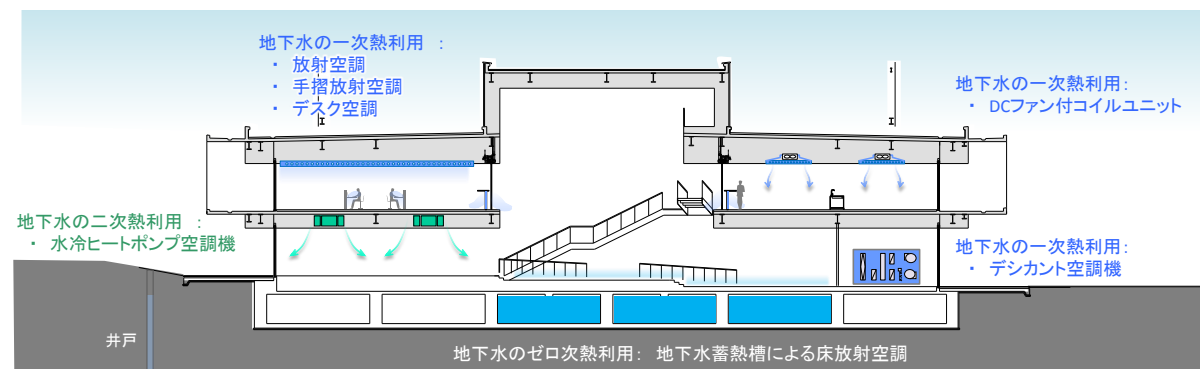 地下水の一次熱利用 ：
・ 放射空調
・ 手摺放射空調
・ デスク空調
地下水の一次熱利用：
・ DCファン付コイルユニット
地下水の二次熱利用 ：
・ 水冷ヒートポンプ空調機
地下水の一次熱利用：
・ デシカント空調機
井戸
地下水のゼロ次熱利用： 地下水蓄熱槽による床放射空調